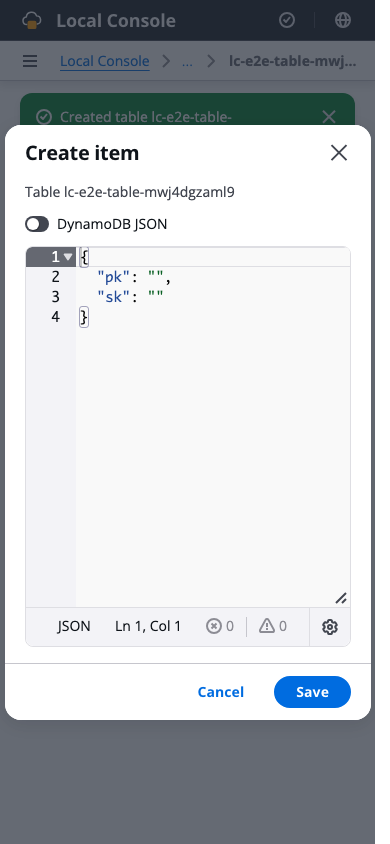 Local Console
Local Console
...
lc-e2e-table-mwj...
Created table lc-e2e-table-
Create item
Table lc-e2e-table-mwj4dgzaml9
DynamoDB JSON
1 {
2 "pk": "",
3 "sk": ""
4 }
JSON Ln 1, Col 1 0 0
Cancel Save